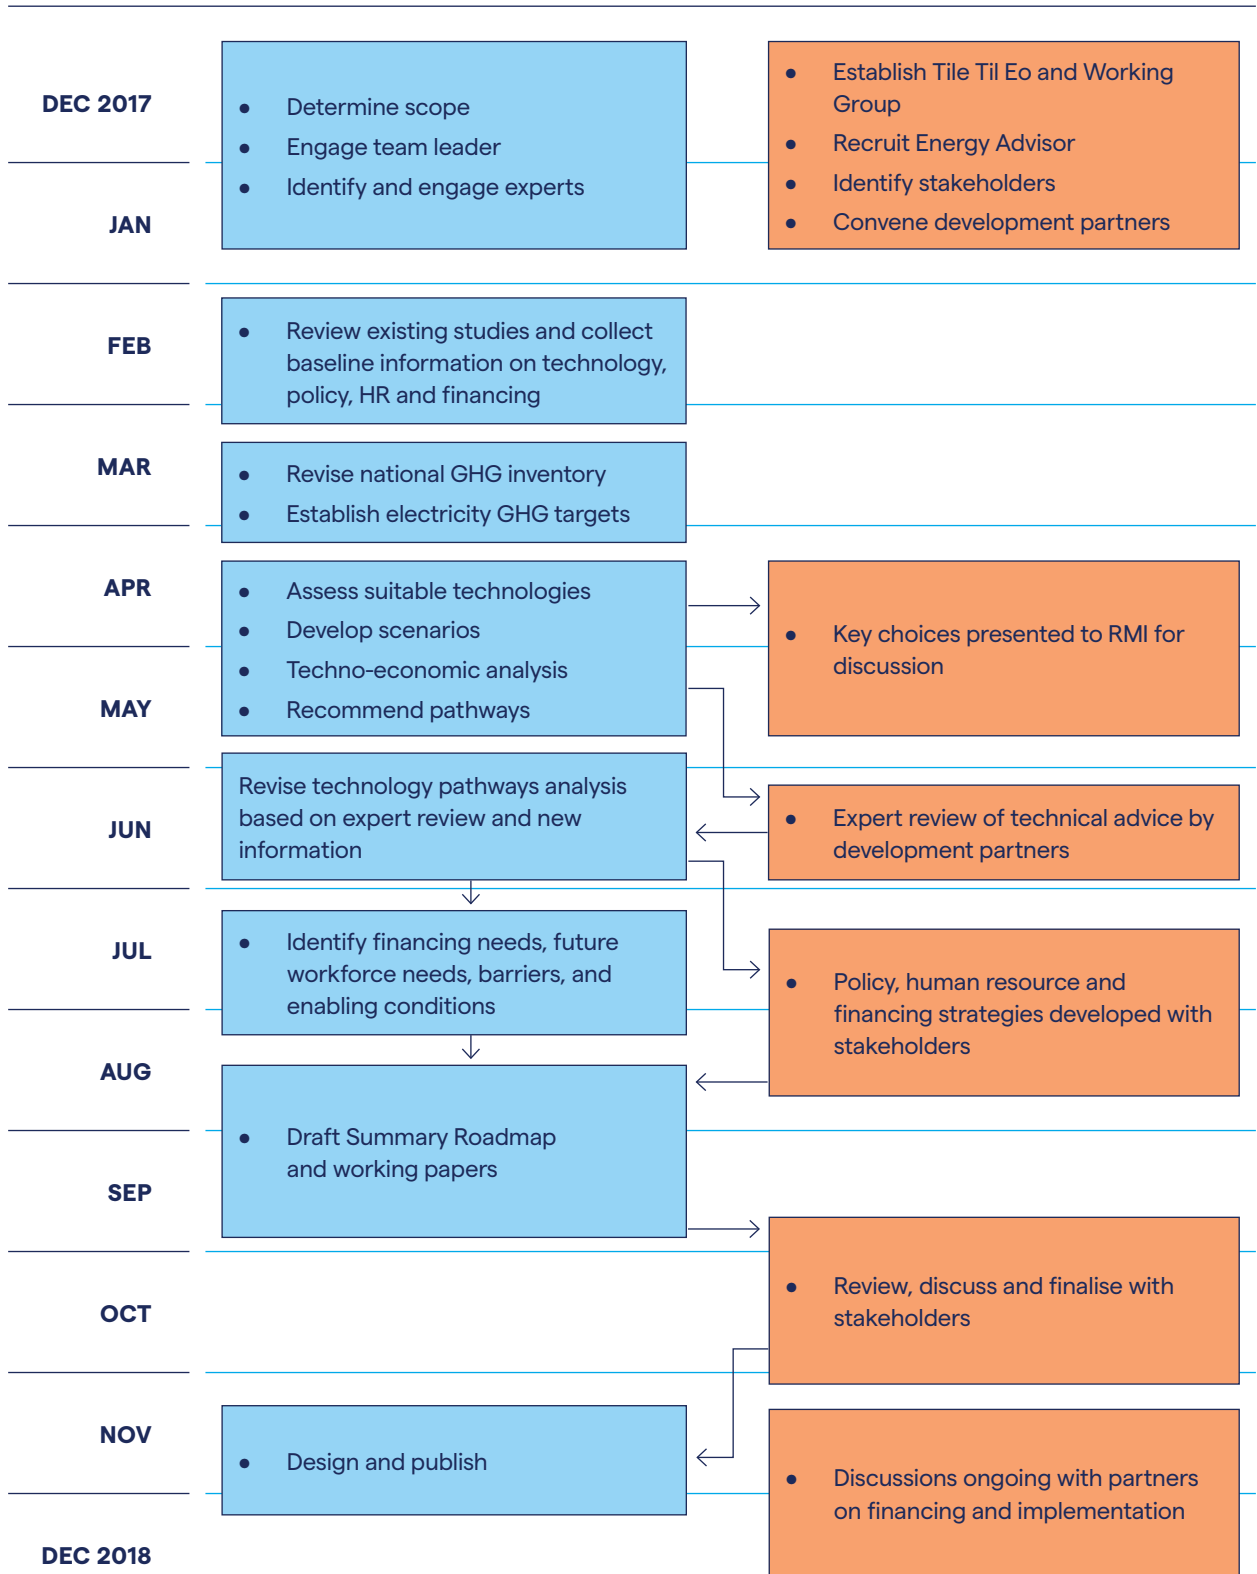 DEC 2017
● Determine scope
● Engage team leader
● Identify and engage experts
● Establish Tile Til Eo and Working
Group
● Recruit Energy Advisor
● Identify stakeholders
● Convene development partners
JAN
FEB
● Review existing studies and collect
baseline information on technology,
policy, HR and financing
MAR
● Revise national GHG inventory
● Establish electricity GHG targets
APR
● Assess suitable technologies
● Develop scenarios
● Techno-economic analysis
● Recommend pathways
● Key choices presented to RMI for
discussion
MAY
JUN
Revise technology pathways analysis
based on expert review and new
information
● Expert review of technical advice by
development partners
JUL
● Identify financing needs, future
workforce needs, barriers, and
enabling conditions
● Policy, human resource and
financing strategies developed with
stakeholders
AUG
● Draft Summary Roadmap
and working papers
SEP
OCT
● Review, discuss and finalise with
stakeholders
NOV
● Design and publish
● Discussions ongoing with partners
on financing and implementation
DEC 2018